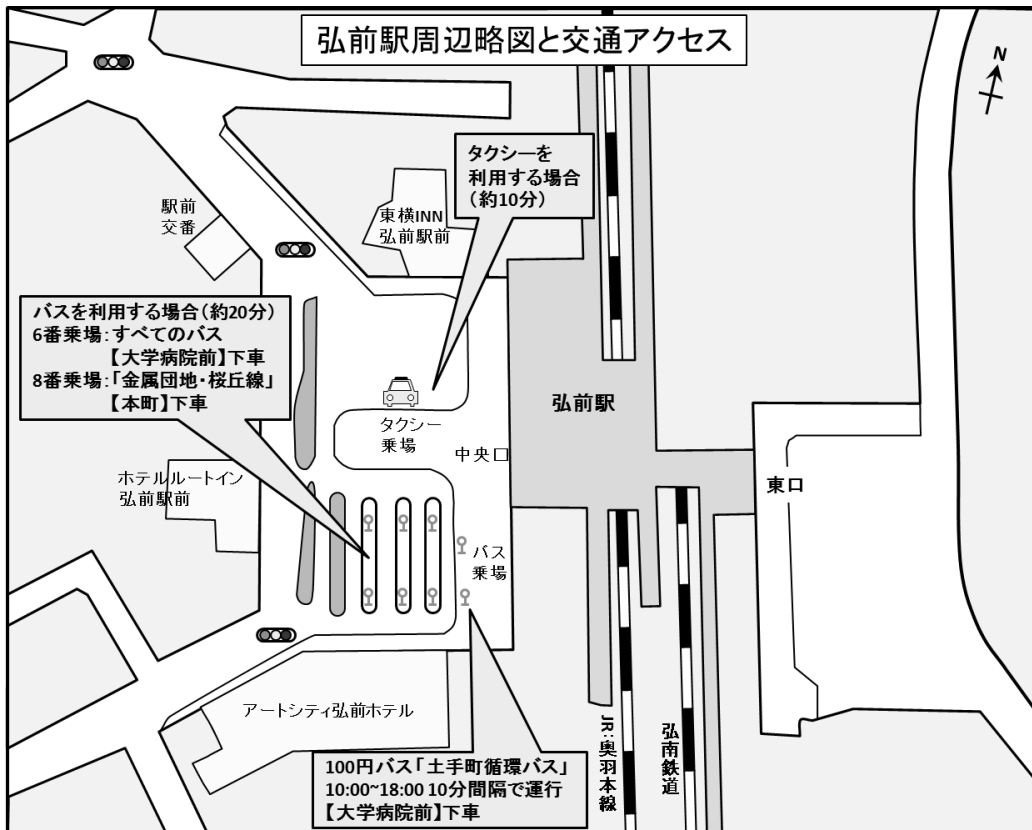 弘前駅周辺略図と交通アクセス
N
タクシーを
利用する場合
(約10分)
駅前
交番
東横INN
弘前駅前
バスを利用する場合(約20分)
6番乗場:すべてのバス
【大学病院前】下車
8番乗場:「金属団地・桜丘線」
【本町】下車
タクシー
乗場
弘前駅
中央口
東口
ホテルルートイン
弘前駅前
バス
乗場
アートシティ弘前ホテル
JR:奥羽本線
弘南鉄道
100円バス「土手町循環バス」
10:00~18:00 10分間隔で運行
【大学病院前】下車